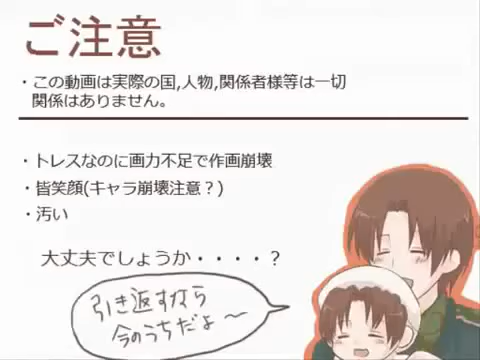 ご注意
・この動画は実際の国,人物,関係者様等は一切
関係はありません。
・トレスなのに画力不足で作画崩壊
・皆笑顔(キャラ崩壊注意？)
・汚い
大丈夫でしょうか・・・・？
引き返すなら
今のうちだよ〜